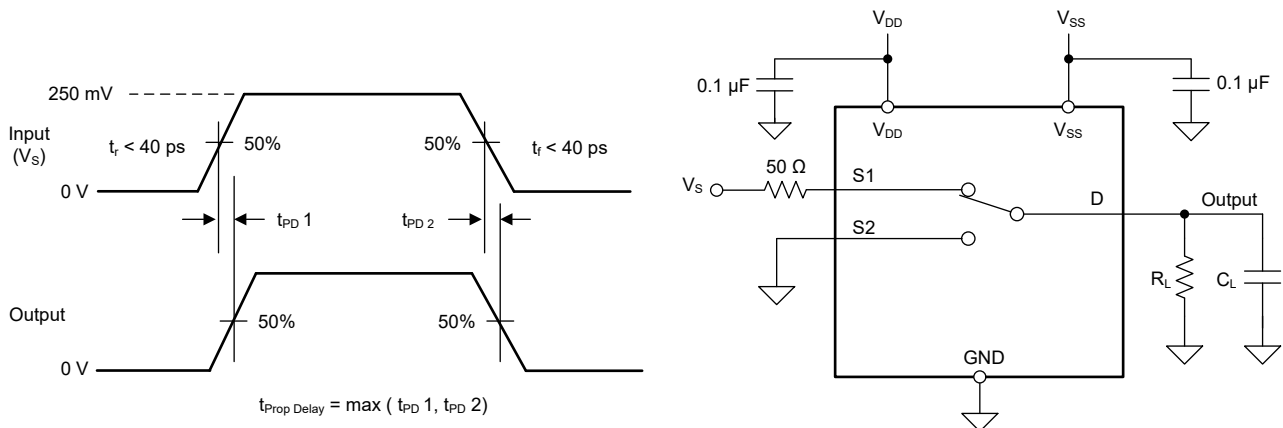 250 mV
Input
(VS)
tr < 40 ps
50%
50%
tf < 40 ps
0 V
tPD 1
tPD 2
Output
50%
50%
0 V
tProp Delay = max ( tPD 1, tPD 2)
VDD
VSS
0.1 µF
0.1 µF
VDD
VSS
50 Ω
VS
S1
D
Output
S2
RL
CL
GND